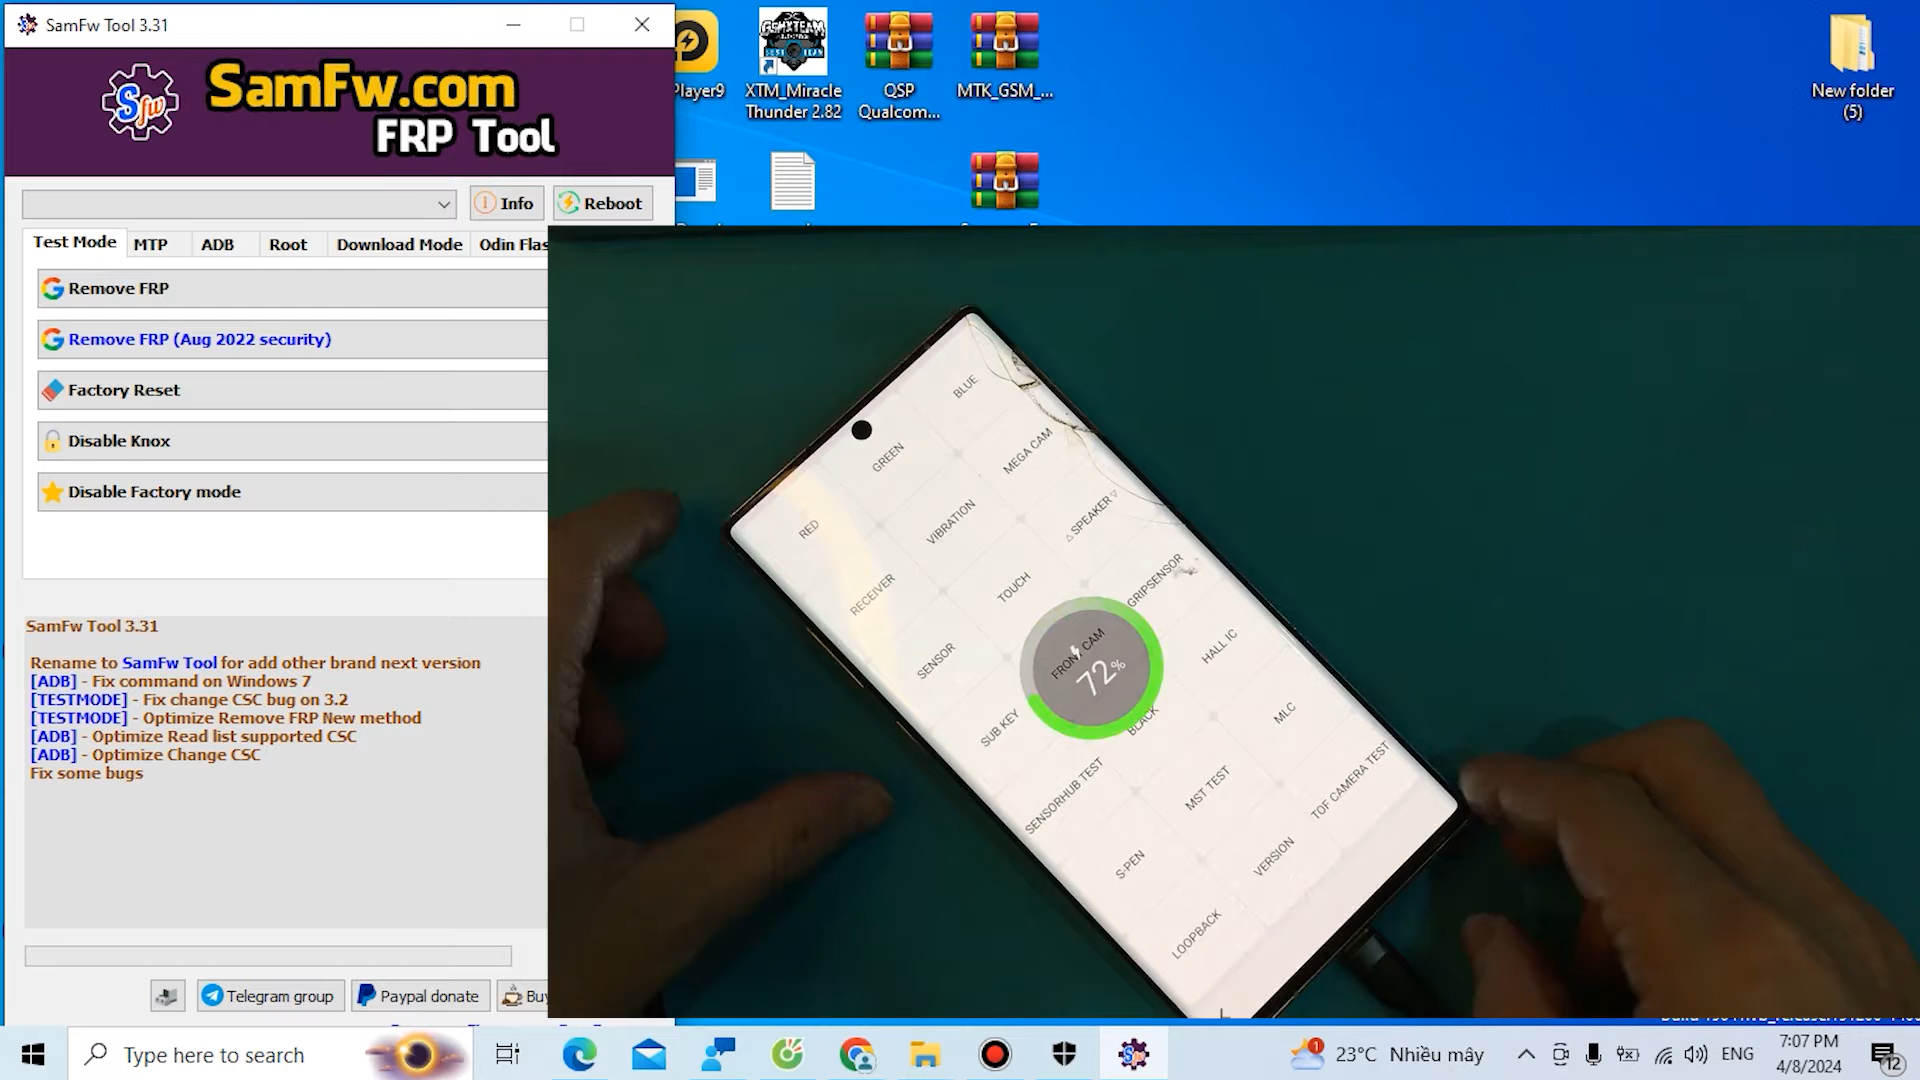 SamFw Tool 3.31
SamFw.com
FRP Tool
Sfw
Info
Reboot
Test Mode
MTP
ADB
Root
Download Mode
Odin Flas
Remove FRP
Remove FRP (Aug 2022 security)
Factory Reset
Disable Knox
Disable Factory mode
SamFw Tool 3.31
Rename to SamFw Tool for add other brand next version
[ADB] - Fix command on Windows 7
[TESTMODE] - Fix change CSC bug on 3.2
[TESTMODE] - Optimize Remove FRP New method
[ADB] - Optimize Read list supported CSC
[ADB] - Optimize Change CSC
Fix some bugs
Telegram group
Paypal donate
Buy
Player9
XTM_Miracle
Thunder 2.82
QSP
Qualcom...
MTK_GSM_...
New folder
(5)
RED
GREEN
BLUE
RECEIVER
VIBRATION
MEGA CAM
SENSOR
TOUCH
△ SPEAKER ▽
SUB KEY
FRONT CAM
72%
GRIPSENSOR
SENSORHUB TEST
BLACK
HALL IC
S-PEN
MST TEST
MLC
LOOPBACK
VERSION
TOF CAMERA TEST
Type here to search
1
23°C Nhiều mây
ENG
7:07 PM
4/8/2024
12